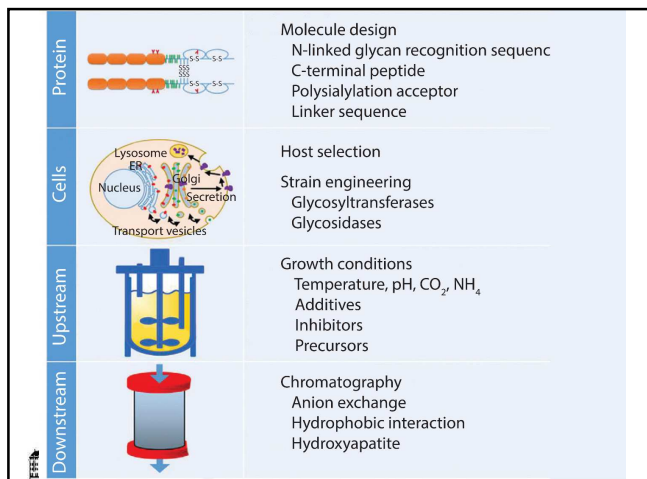 Protein
S-S
S-S
SSS
SSS
S-S
S-S
Molecule design
N-linked glycan recognition sequenc
C-terminal peptide
Polysialylation acceptor
Linker sequence
Cells
Lysosome
ER
Golgi
Nucleus
Secretion
Transport vesicles
Host selection
Strain engineering
Glycosyltransferases
Glycosidases
Upstream
Growth conditions
Temperature, pH, CO₂, NH₄
Additives
Inhibitors
Precursors
Downstream
Chromatography
Anion exchange
Hydrophobic interaction
Hydroxyapatite